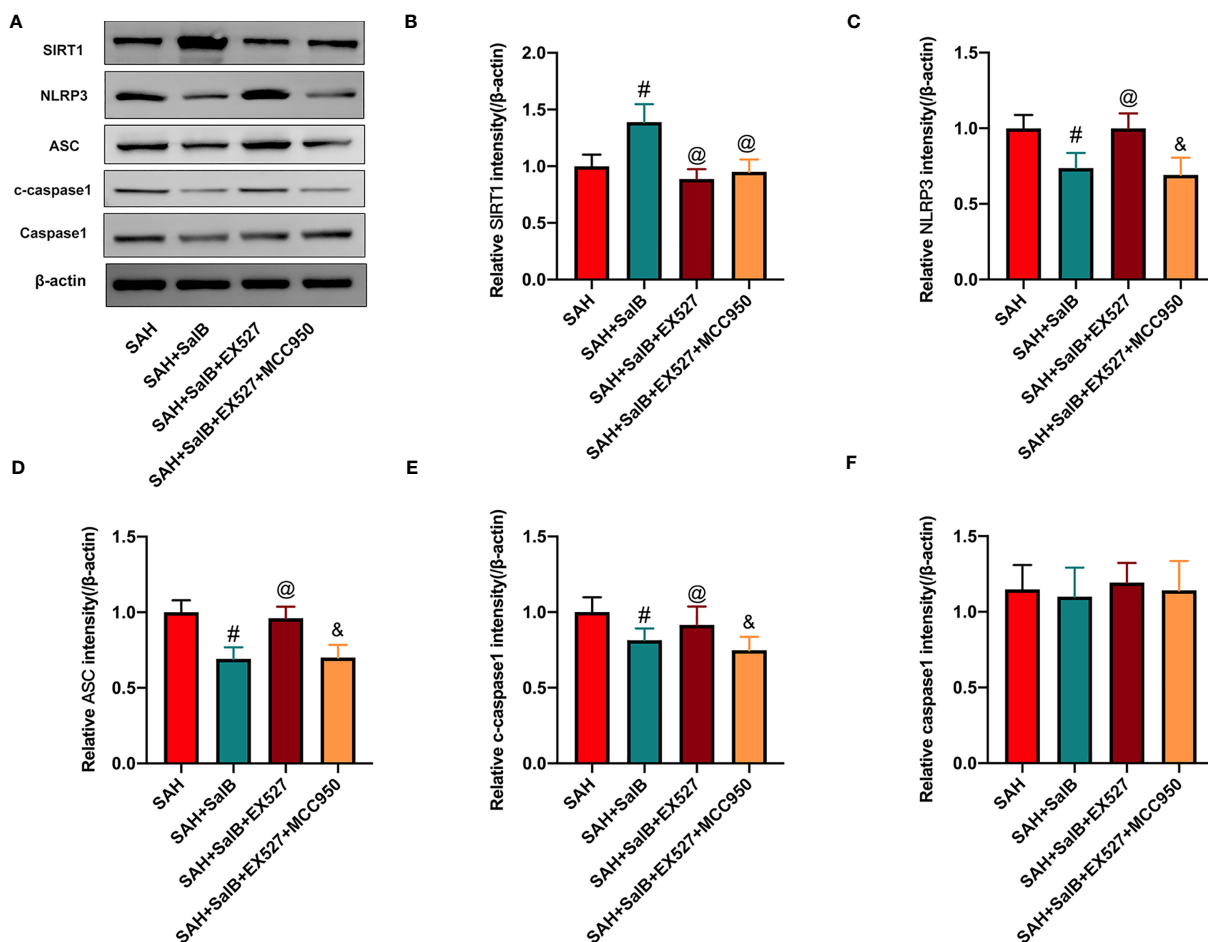 A
SIRT1
NLRP3
ASC
c-caspase1
Caspase1
β-actin
SAH
SAH+SalB
SAH+SalB+EX527
SAH+SalB+EX527+MCC950
B
Relative SIRT1 intensity(/β-actin)
2.0
1.5
1.0
0.5
0.0
#
@
@
SAH
SAH+SalB
SAH+SalB+EX527
SAH+SalB+EX527+MCC950
C
Relative NLRP3 intensity(/β-actin)
1.5
1.0
0.5
0.0
#
@
&
SAH
SAH+SalB
SAH+SalB+EX527
SAH+SalB+EX527+MCC950
D
Relative ASC intensity(/β-actin)
1.5
1.0
0.5
0.0
#
@
&
SAH
SAH+SalB
SAH+SalB+EX527
SAH+SalB+EX527+MCC950
E
Relative c-caspase1 intensity(/β-actin)
1.5
1.0
0.5
0.0
#
@
&
SAH
SAH+SalB
SAH+SalB+EX527
SAH+SalB+EX527+MCC950
F
Relative caspase1 intensity(/β-actin)
1.5
1.0
0.5
0.0
SAH
SAH+SalB
SAH+SalB+EX527
SAH+SalB+EX527+MCC950